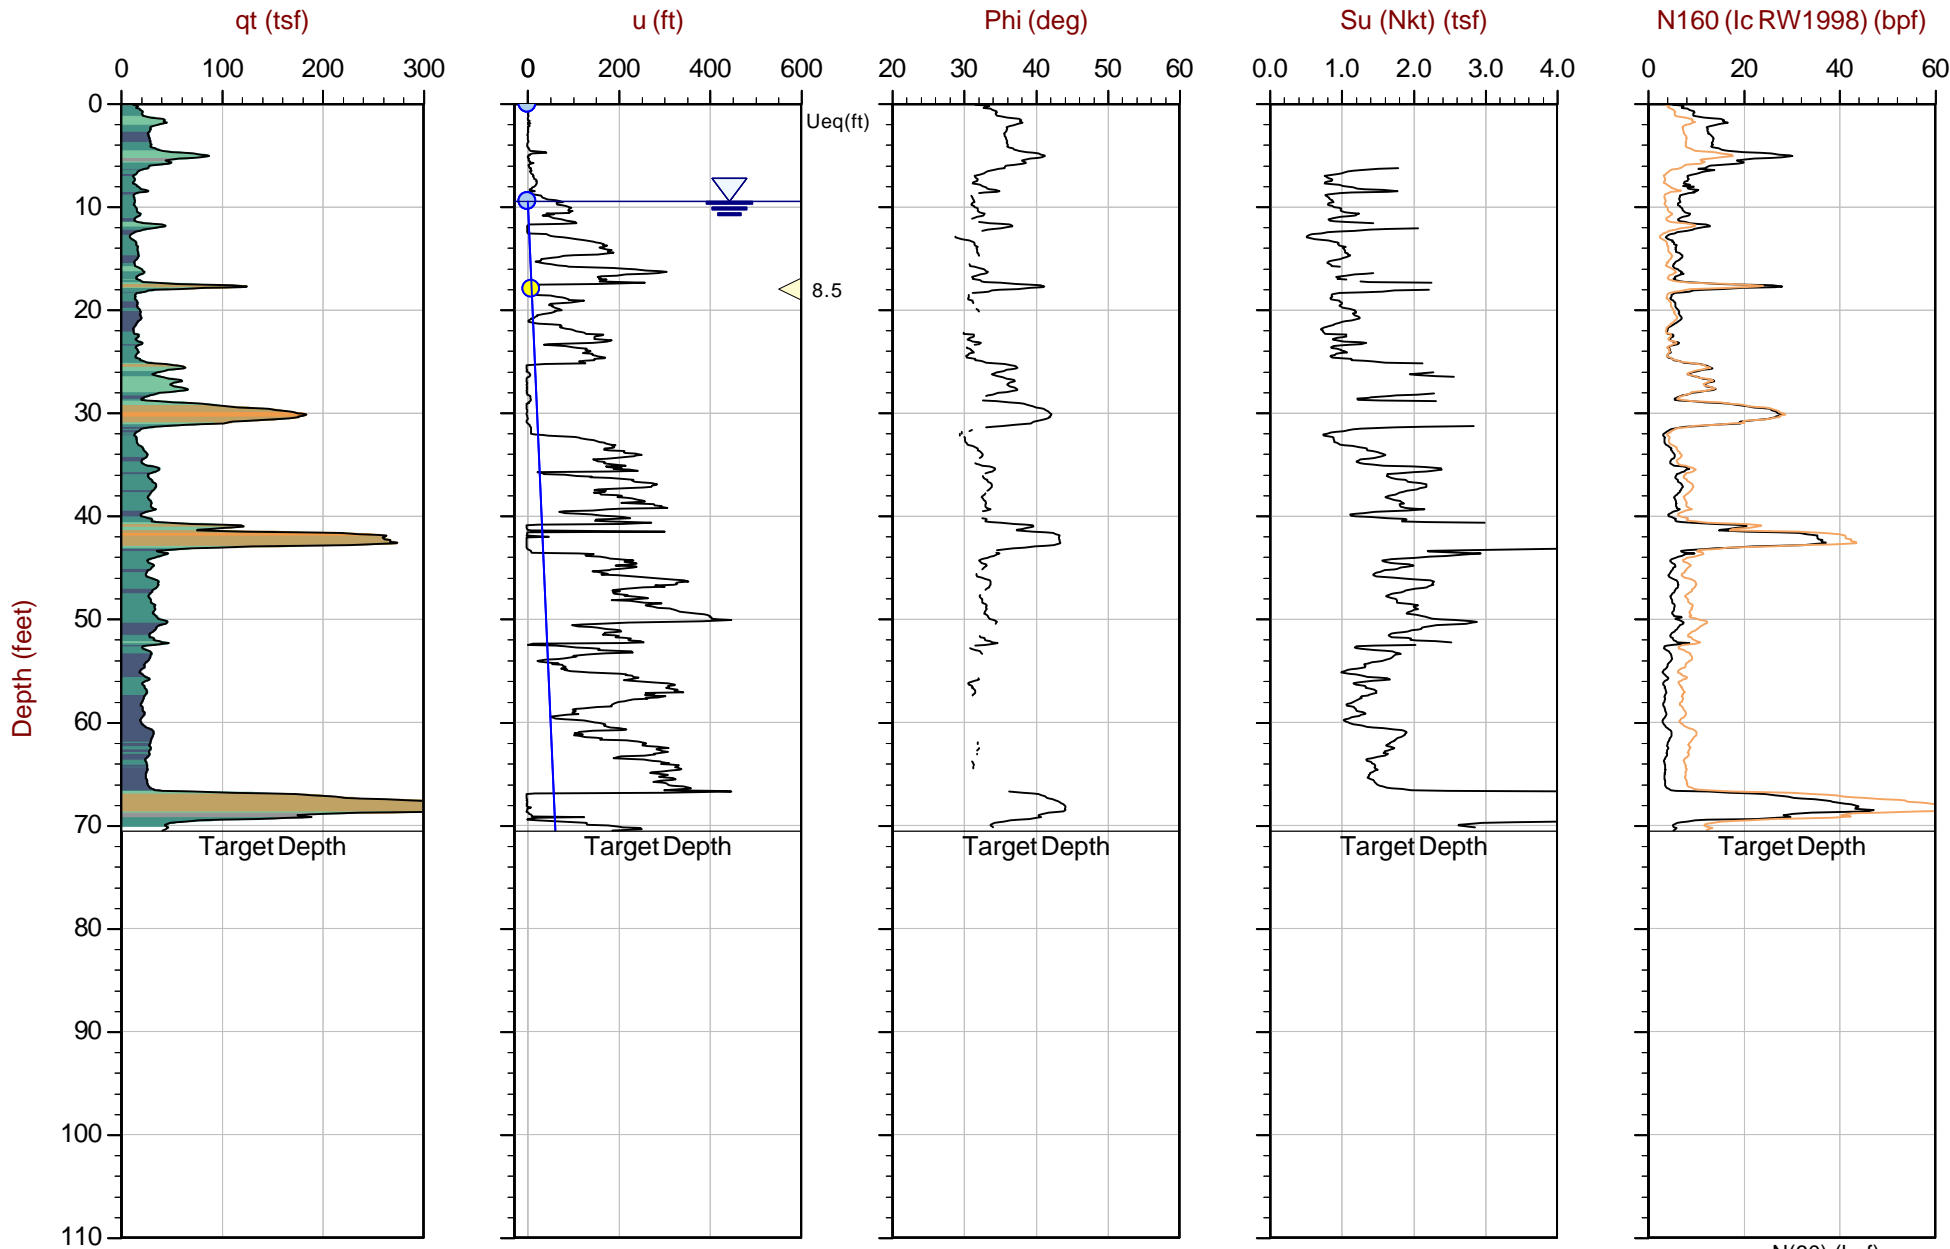 qt (tsf) u (ft) Phi (deg) Su (Nkt) (tsf) N160 (Ic RW1998) (bpf)
0 100 200 300 0 200 400 600 20 30 40 50 60 0.0 1.0 2.0 3.0 4.0 0 20 40 60
0
Ueq(ft)
10
8.5
20
30
40
50
60
70
Target Depth Target Depth Target Depth Target Depth Target Depth
80
90
100
110
Depth (feet)